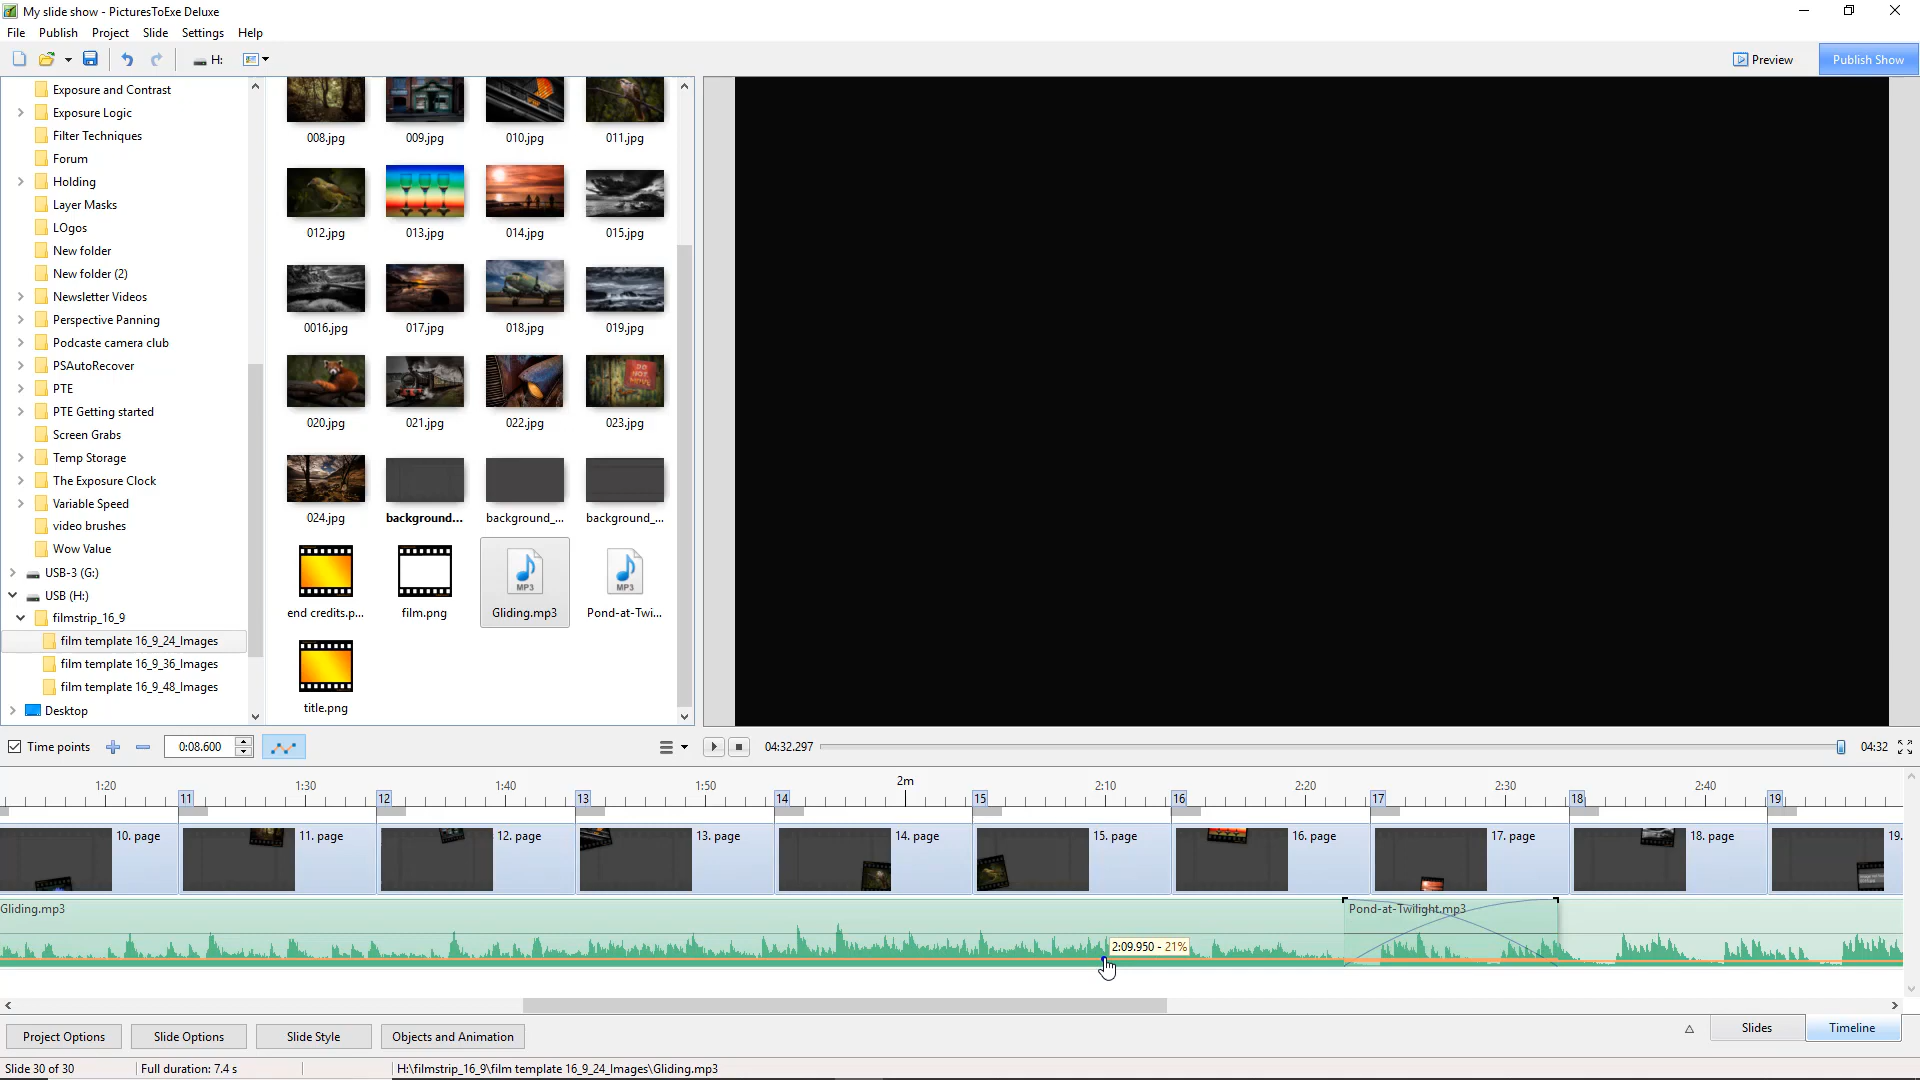 My slide show - PicturesToExe Deluxe
File Publish Project Slide Settings Help
H:
Preview
Publish Show
Exposure and Contrast
Exposure Logic
Filter Techniques
Forum
Holding
Layer Masks
LOgos
New folder
New folder (2)
Newsletter Videos
Perspective Panning
Podcaste camera club
PSAutoRecover
PTE
PTE Getting started
Screen Grabs
Temp Storage
The Exposure Clock
Variable Speed
video brushes
Wow Value
USB-3 (G:)
USB (H:)
filmstrip_16_9
film template 16_9_24_Images
film template 16_9_36_Images
film template 16_9_48_Images
Desktop
008.jpg 009.jpg 010.jpg 011.jpg
012.jpg 013.jpg 014.jpg 015.jpg
0016.jpg 017.jpg 018.jpg 019.jpg
DO NOT MOVE
020.jpg 021.jpg 022.jpg 023.jpg
024.jpg background... background_... background_...
MP3 MP3
end credits.p... film.png Gliding.mp3 Pond-at-Twi...
title.png
Time points 0:08.600 04:32.297 04:32
1:20 1:30 1:40 1:50 2m 2:10 2:20 2:30 2:40
11 12 13 14 15 16 17 18 19
10. page 11. page 12. page 13. page 14. page 15. page 16. page 17. page 18. page 19.
Gliding.mp3 Pond-at-Twilight.mp3
2:09.950 - 21%
Project Options Slide Options Slide Style Objects and Animation Slides Timeline
Slide 30 of 30 Full duration: 7.4 s H:\filmstrip_16_9\film template 16_9_24_Images\Gliding.mp3